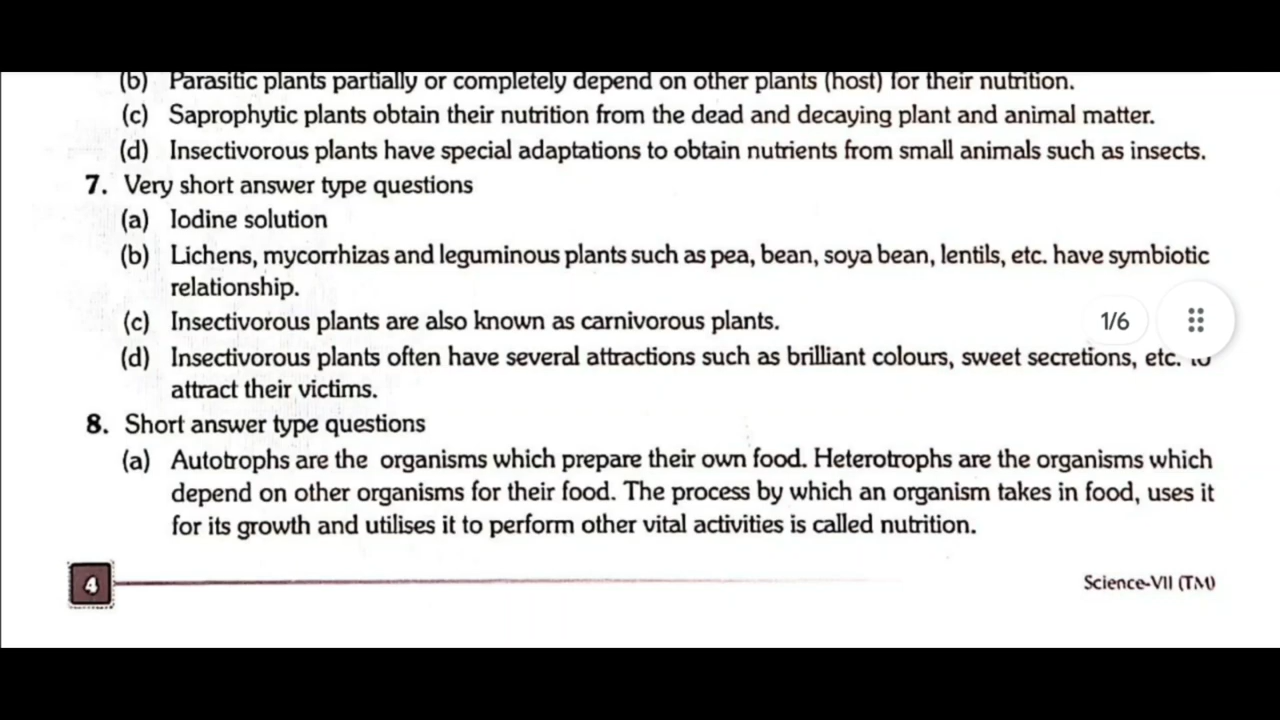 (b) Parasitic plants partially or completely depend on other plants (host) for their nutrition.
(c) Saprophytic plants obtain their nutrition from the dead and decaying plant and animal matter.
(d) Insectivorous plants have special adaptations to obtain nutrients from small animals such as insects.
7. Very short answer type questions
(a) Iodine solution
(b) Lichens, mycorrhizas and leguminous plants such as pea, bean, soya bean, lentils, etc. have symbiotic
relationship.
(c) Insectivorous plants are also known as carnivorous plants.
1/6
(d) Insectivorous plants often have several attractions such as brilliant colours, sweet secretions, etc. to
attract their victims.
8. Short answer type questions
(a) Autotrophs are the organisms which prepare their own food. Heterotrophs are the organisms which
depend on other organisms for their food. The process by which an organism takes in food, uses it
for its growth and utilises it to perform other vital activities is called nutrition.
4
Science-VII (TM)